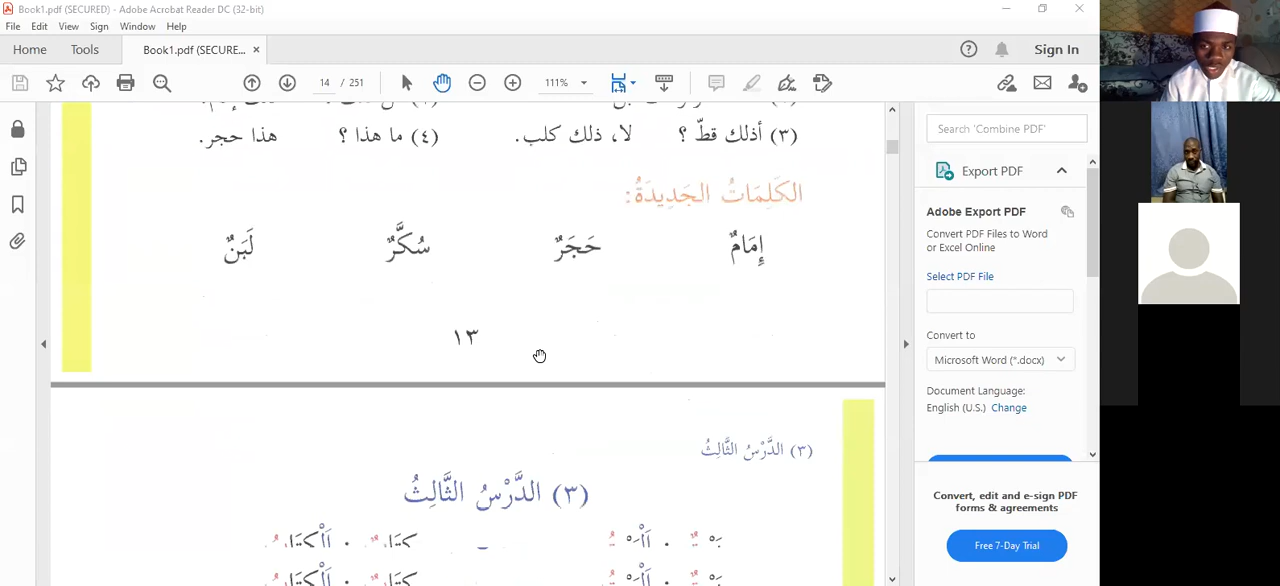 Book1.pdf (SECURED) - Adobe Acrobat Reader DC (32-bit)
File Edit View Sign Window Help
Home Tools Book1.pdf (SECURE... × Sign In
14 / 251 111%
(٣) أذلك قطّ ؟ لا، ذلك كلب. (٤) ما هذا ؟ هذا حجر.
الكَلِمَاتُ الجَدِيدَةُ:
إِمَامٌ حَجَرٌ سُكَّرٌ لَبَنٌ
١٣
(٣) الدَّرْسُ الثَّالِثُ
(٣) الدَّرْسُ الثَّالِثُ
Search 'Combine PDF'
Export PDF
Adobe Export PDF
Convert PDF Files to Word
or Excel Online
Select PDF File
Convert to
Microsoft Word (*.docx)
Document Language:
English (U.S.) Change
Convert, edit and e-sign PDF
forms & agreements
Free 7-Day Trial